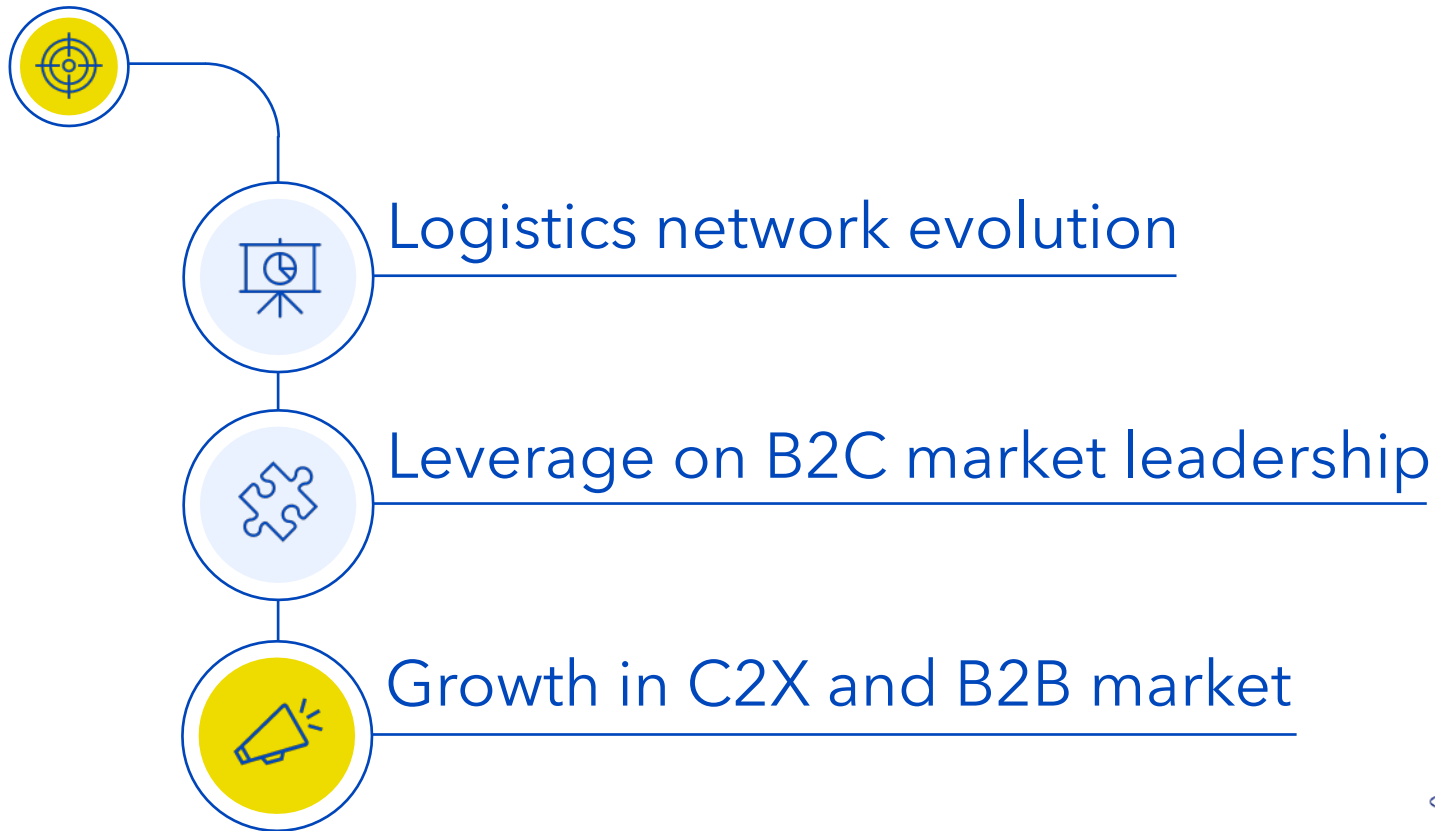 Logistics network evolution
Leverage on B2C market leadership
Growth in C2X and B2B market